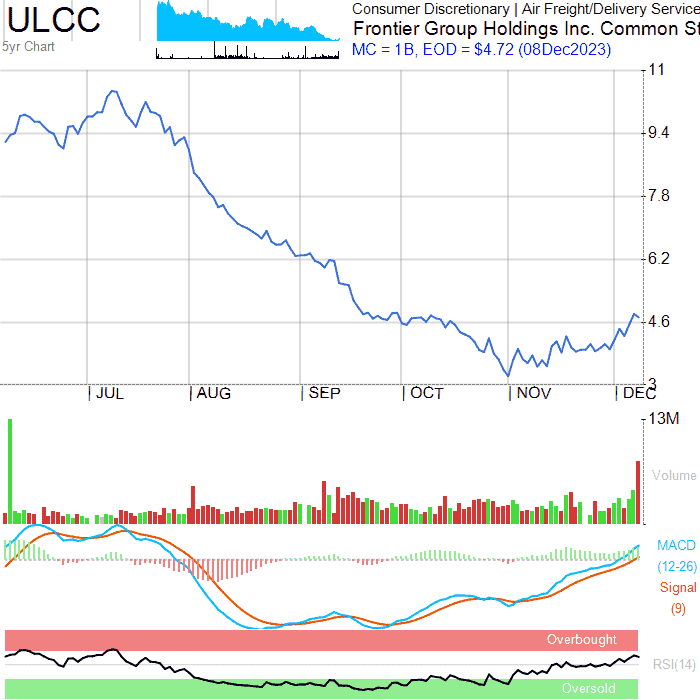 ULCC
5yr Chart
Consumer Discretionary | Air Freight/Delivery Service
Frontier Group Holdings Inc. Common St
MC = 1B, EOD = $4.72 (08Dec2023)
11
9.4
7.8
6.2
4.6
3
JUL AUG SEP OCT NOV DEC
13M
Volume
MACD
(12-26)
Signal
(9)
Overbought
RSI(14)
Oversold